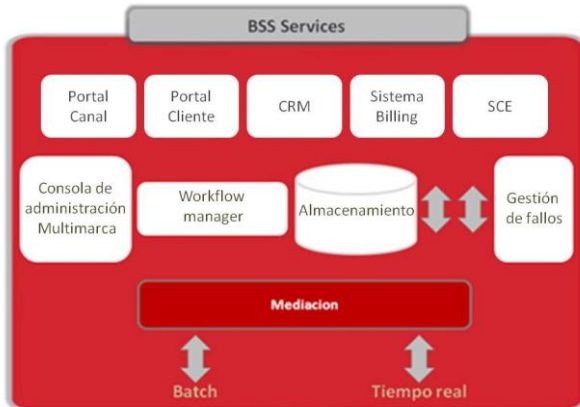 BSS Services
Portal
Canal
Portal
Cliente
CRM
Sistema
Billing
SCE
Consola de
administración
Multimarca
Workflow
manager
Almacenamiento
Gestión
de fallos
Mediacion
Batch
Tiempo real